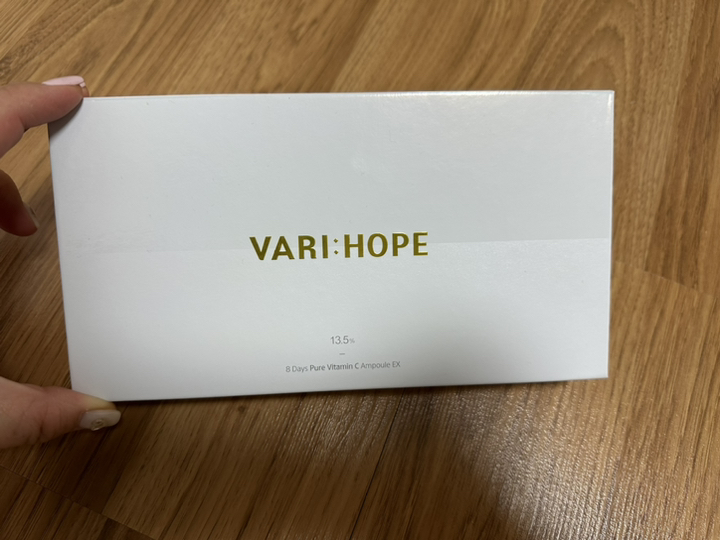 VARI:HOPE
13.5%
8 Days Pure Vitamin C Ampoule EX